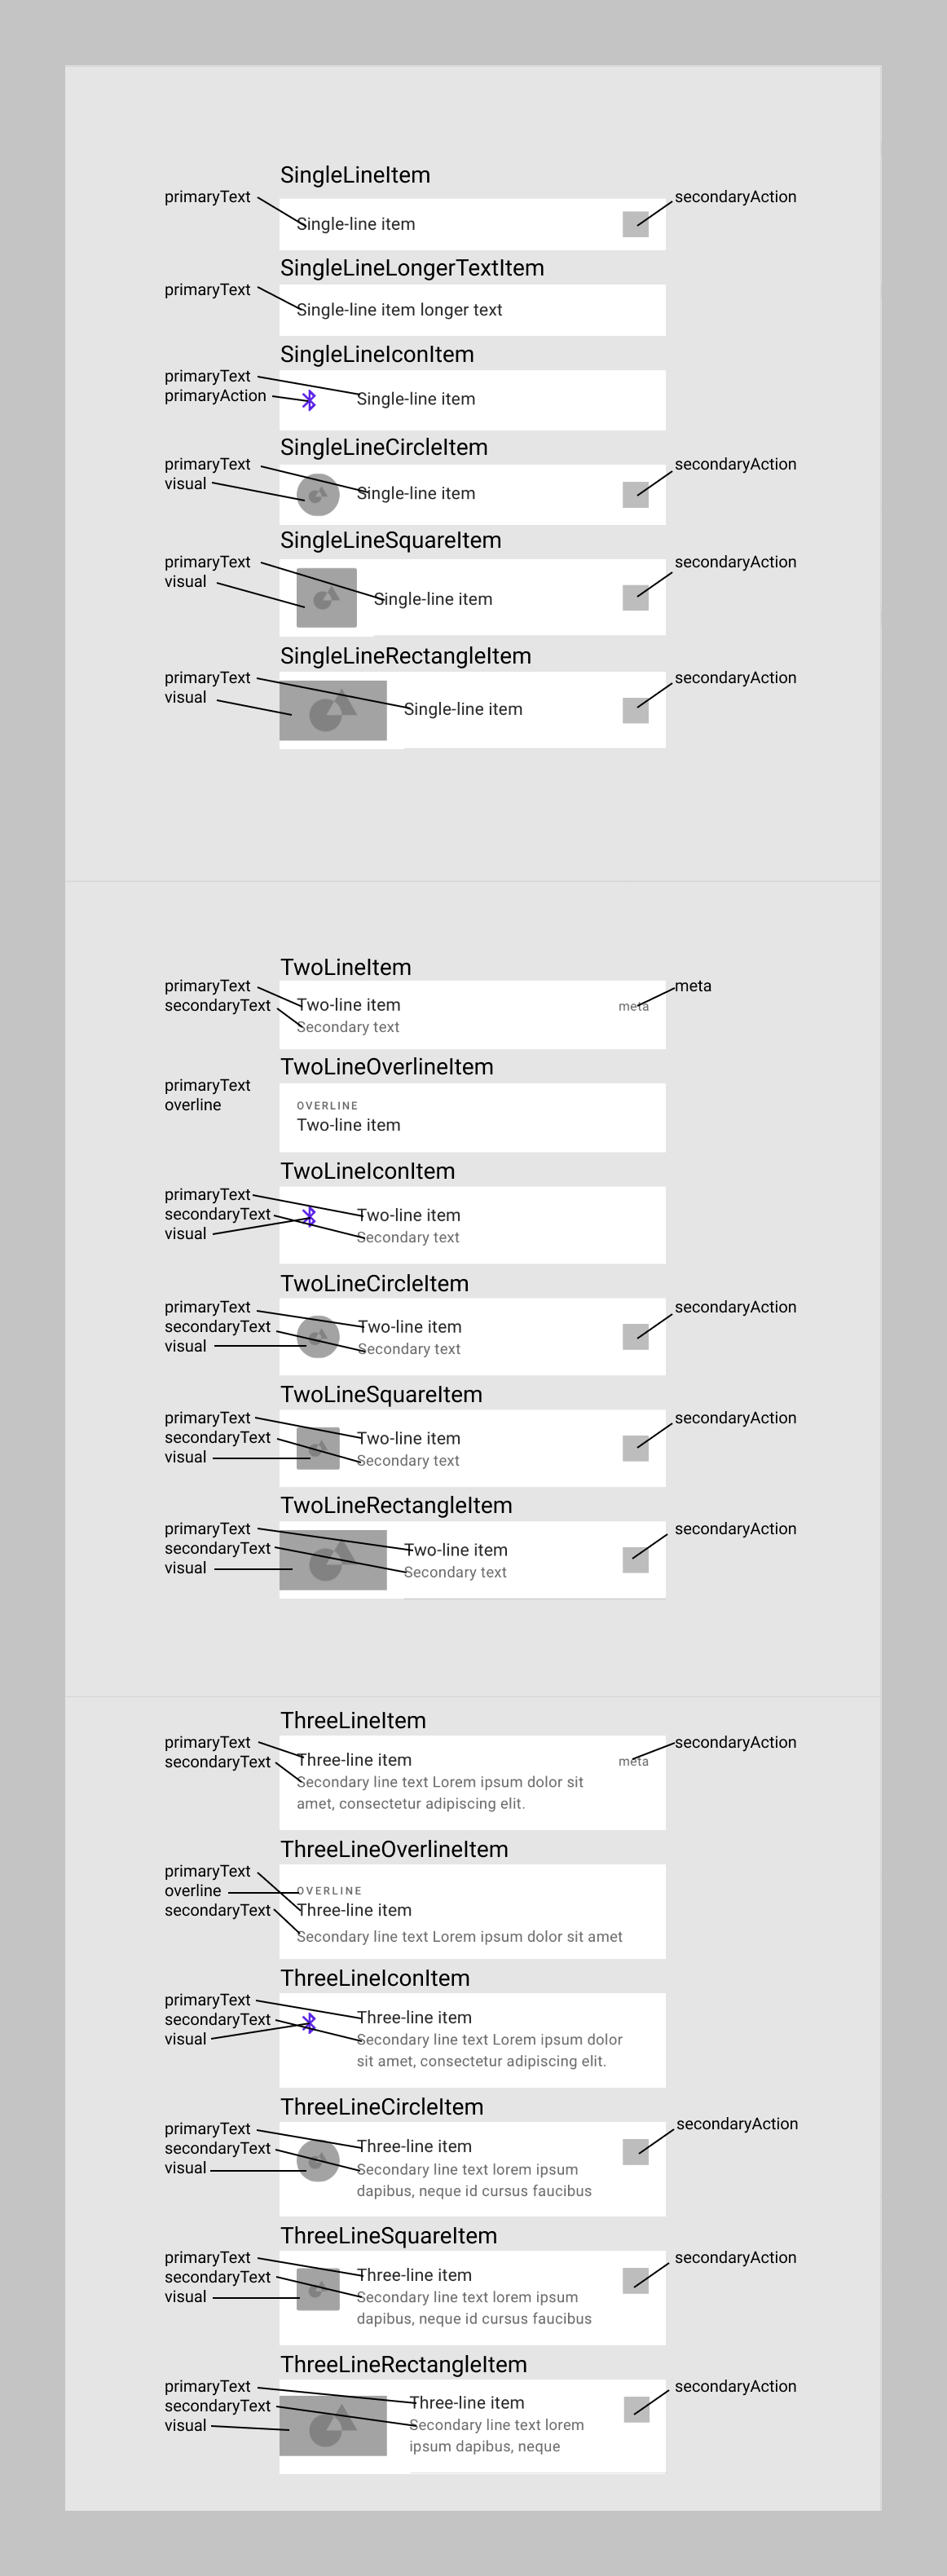 SingleLineItem
primaryText
secondaryAction
Single-line item
SingleLineLongerTextItem
primaryText
Single-line item longer text
SingleLineIconItem
primaryText
primaryAction
Single-line item
SingleLineCircleItem
primaryText
visual
secondaryAction
Single-line item
SingleLineSquareItem
primaryText
visual
secondaryAction
Single-line item
SingleLineRectangleItem
primaryText
visual
secondaryAction
Single-line item
TwoLineItem
primaryText
secondaryText
meta
Two-line item
meta
Secondary text
TwoLineOverlineItem
primaryText
overline
OVERLINE
Two-line item
TwoLineIconItem
primaryText
secondaryText
visual
Two-line item
Secondary text
TwoLineCircleItem
primaryText
secondaryText
visual
secondaryAction
Two-line item
Secondary text
TwoLineSquareItem
primaryText
secondaryText
visual
secondaryAction
Two-line item
Secondary text
TwoLineRectangleItem
primaryText
secondaryText
visual
secondaryAction
Two-line item
Secondary text
ThreeLineItem
primaryText
secondaryText
secondaryAction
Three-line item
meta
Secondary line text Lorem ipsum dolor sit
amet, consectetur adipiscing elit.
ThreeLineOverlineItem
primaryText
overline
secondaryText
OVERLINE
Three-line item
Secondary line text Lorem ipsum dolor sit amet
ThreeLineIconItem
primaryText
secondaryText
visual
Three-line item
Secondary line text Lorem ipsum dolor
sit amet, consectetur adipiscing elit.
ThreeLineCircleItem
primaryText
secondaryText
visual
secondaryAction
Three-line item
Secondary line text lorem ipsum
dapibus, neque id cursus faucibus
ThreeLineSquareItem
primaryText
secondaryText
visual
secondaryAction
Three-line item
Secondary line text lorem ipsum
dapibus, neque id cursus faucibus
ThreeLineRectangleItem
primaryText
secondaryText
visual
secondaryAction
Three-line item
Secondary line text lorem
ipsum dapibus, neque